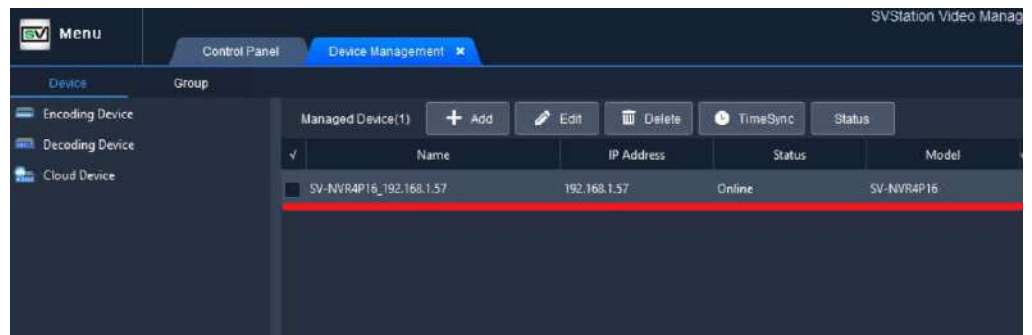 SVStation Video Manag
SV Menu
Control Panel Device Management ×
Device Group
Encoding Device
Decoding Device
Cloud Device
Managed Device(1) + Add Edit Delete TimeSync Status
√ Name IP Address Status Model
SV-NVR4P16_192.168.1.57 192.168.1.57 Online SV-NVR4P16